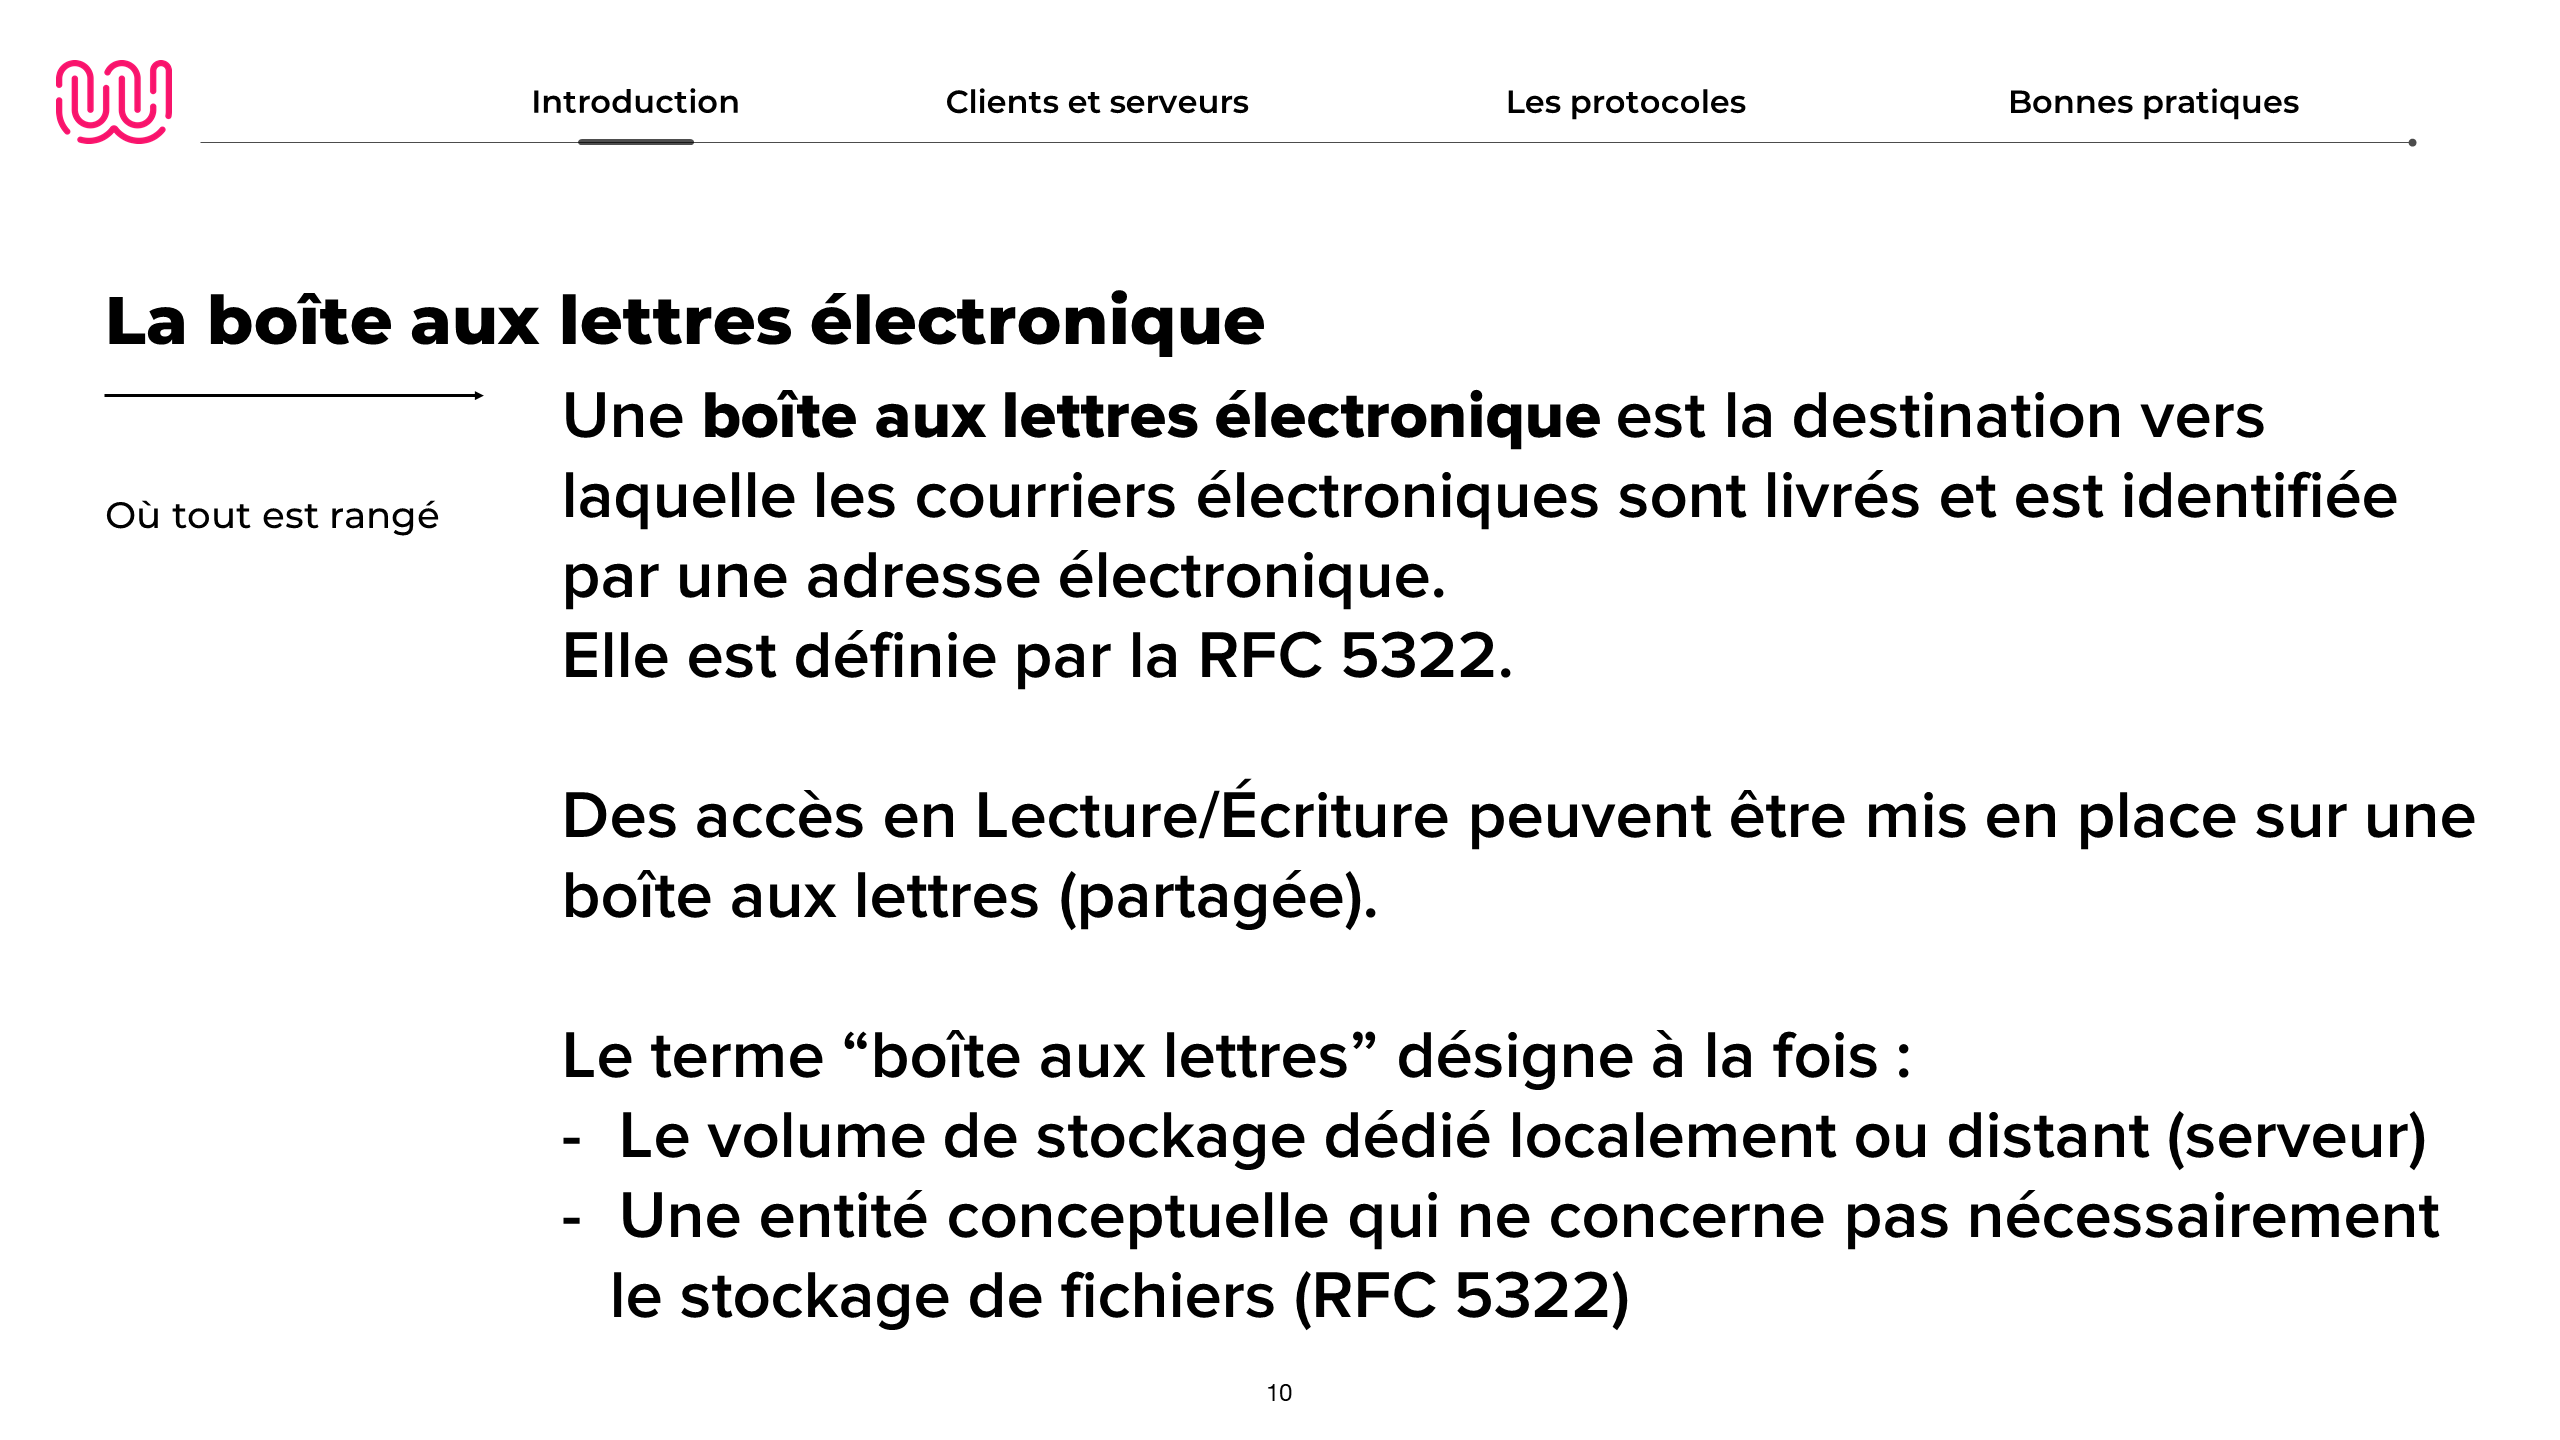 Introduction
Clients et serveurs
Les protocoles
Bonnes pratiques
La boîte aux lettres électronique
Où tout est rangé
Une boîte aux lettres électronique est la destination vers
laquelle les courriers électroniques sont livrés et est identifiée
par une adresse électronique.
Elle est définie par la RFC 5322.
Des accès en Lecture/Écriture peuvent être mis en place sur une
boîte aux lettres (partagée).
Le terme “boîte aux lettres” désigne à la fois :
- Le volume de stockage dédié localement ou distant (serveur)
- Une entité conceptuelle qui ne concerne pas nécessairement
le stockage de fichiers (RFC 5322)
10